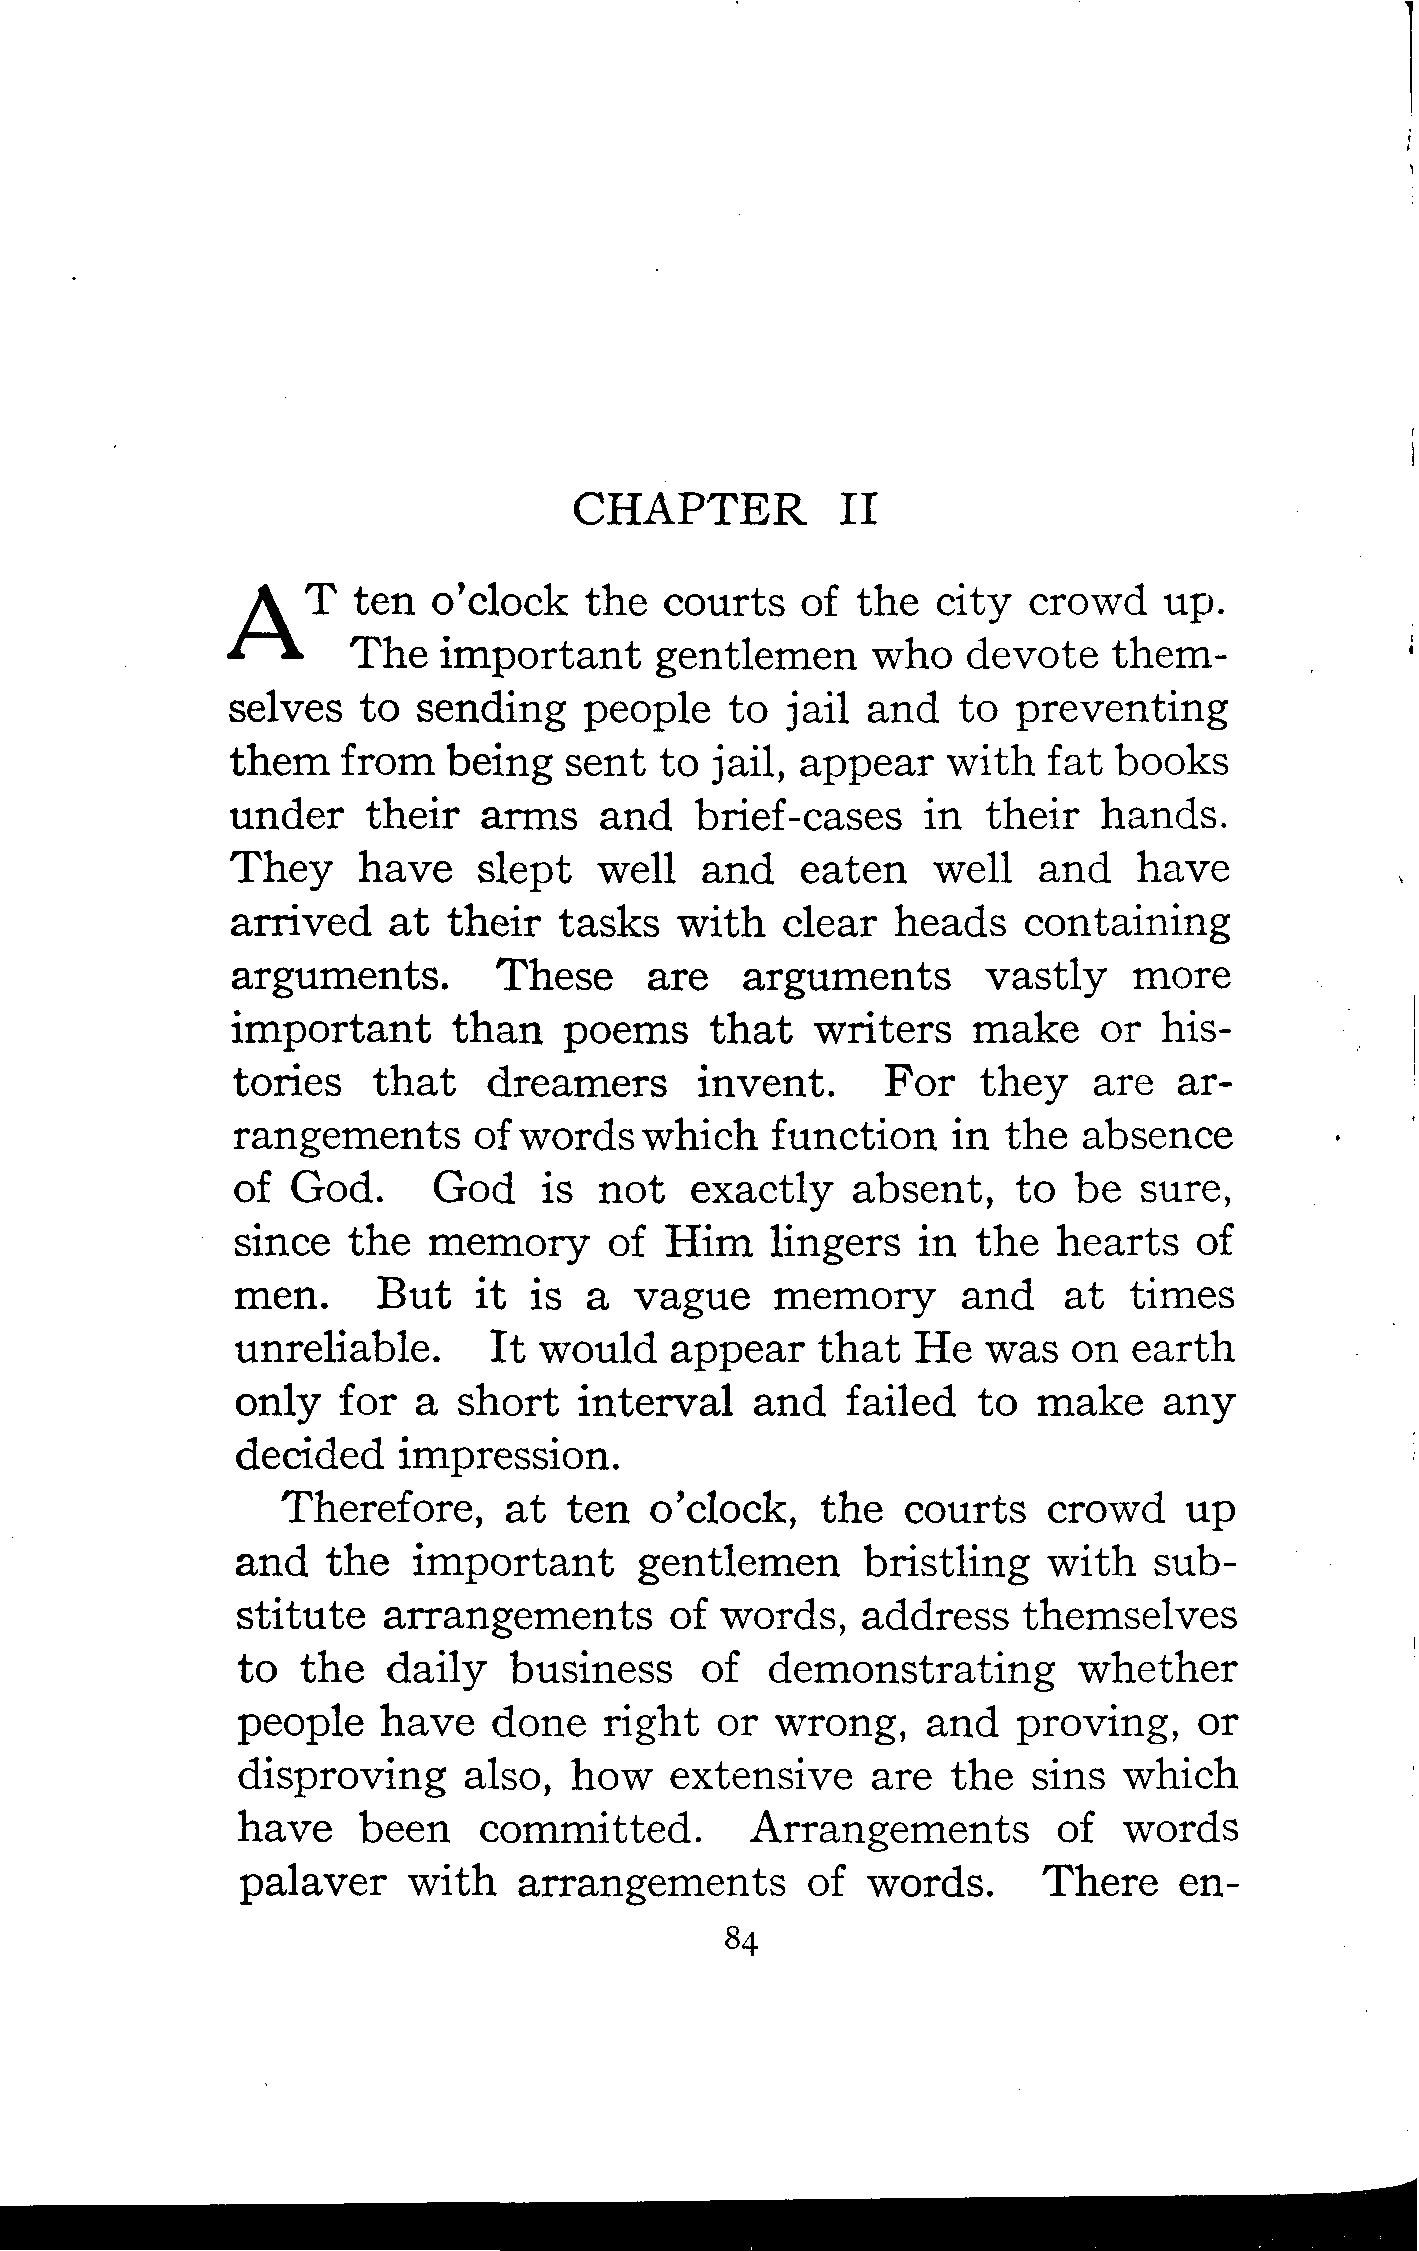 CHAPTER II
AT ten o'clock the courts of the city crowd up.
The important gentlemen who devote them-
selves to sending people to jail and to preventing
them from being sent to jail, appear with fat books
under their arms and brief-cases in their hands.
They have slept well and eaten well and have
arrived at their tasks with clear heads containing
arguments. These are arguments vastly more
important than poems that writers make or his-
tories that dreamers invent. For they are ar-
rangements of words which function in the absence
of God. God is not exactly absent, to be sure,
since the memory of Him lingers in the hearts of
men. But it is a vague memory and at times
unreliable. It would appear that He was on earth
only for a short interval and failed to make any
decided impression.
Therefore, at ten o'clock, the courts crowd up
and the important gentlemen bristling with sub-
stitute arrangements of words, address themselves
to the daily business of demonstrating whether
people have done right or wrong, and proving, or
disproving also, how extensive are the sins which
have been committed. Arrangements of words
palaver with arrangements of words. There en-
84